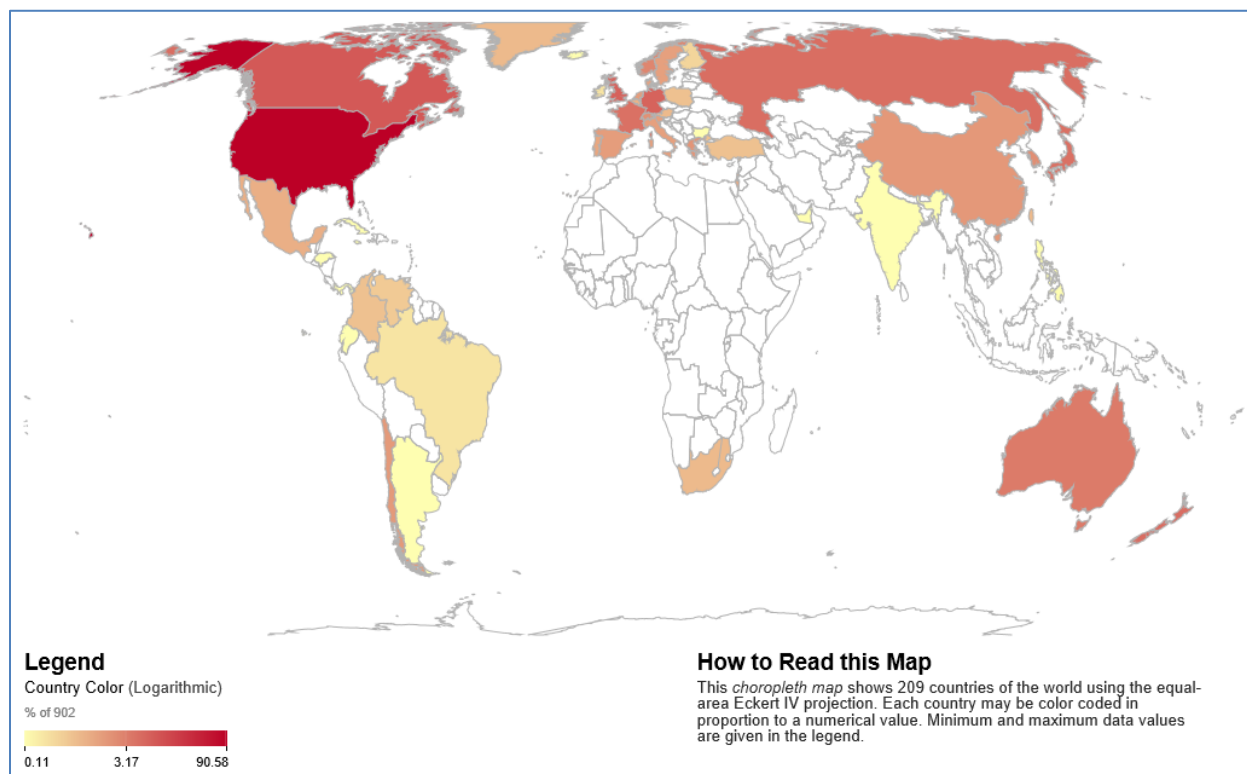 Legend
Country Color (Logarithmic)
% of 902
0.11 3.17 90.58
How to Read this Map
This choropleth map shows 209 countries of the world using the equal-
area Eckert IV projection. Each country may be color coded in
proportion to a numerical value. Minimum and maximum data values
are given in the legend.